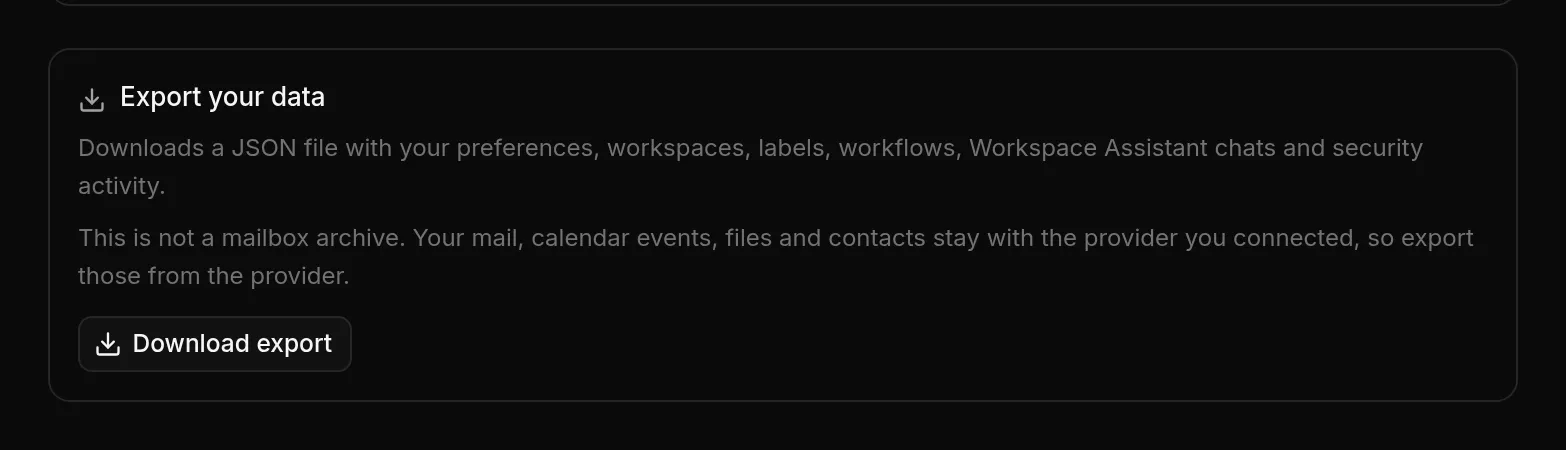 Export your data
Downloads a JSON file with your preferences, workspaces, labels, workflows, Workspace Assistant chats and security
activity.
This is not a mailbox archive. Your mail, calendar events, files and contacts stay with the provider you connected, so export
those from the provider.
Download export